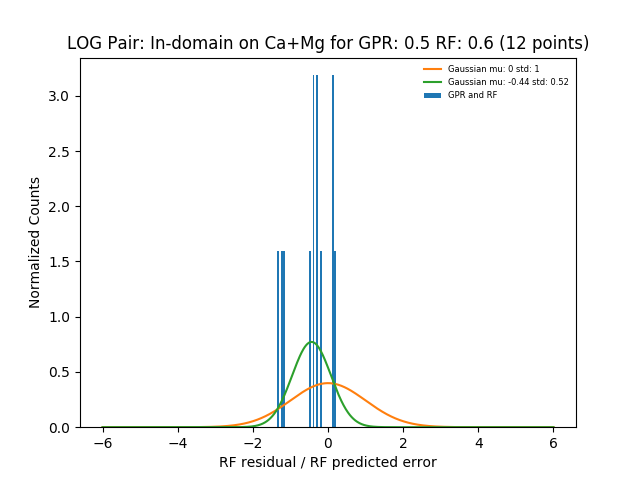 LOG Pair: In-domain on Ca+Mg for GPR: 0.5 RF: 0.6 (12 points)
Gaussian mu: 0 std: 1
Gaussian mu: -0.44 std: 0.52
GPR and RF
Normalized Counts
3.0
2.5
2.0
1.5
1.0
0.5
0.0
−6 −4 −2 0 2 4 6
RF residual / RF predicted error